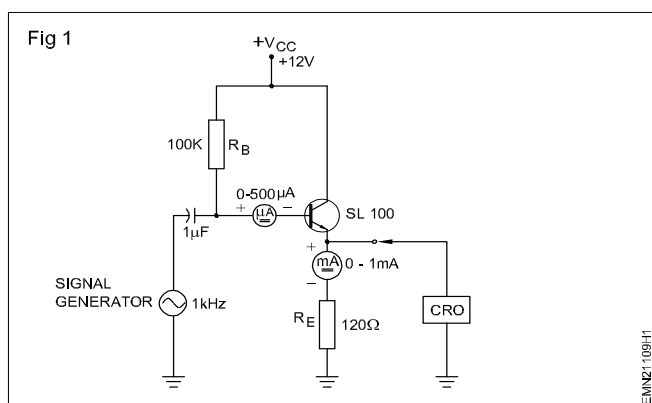 Fig 1
+VCC
+12V
100K RB
0-500µA
+ µA -
SL 100
1µF
+
mA 0 - 1mA
-
SIGNAL
GENERATOR
1kHz
RE 120Ω
CRO
EMN21109H1